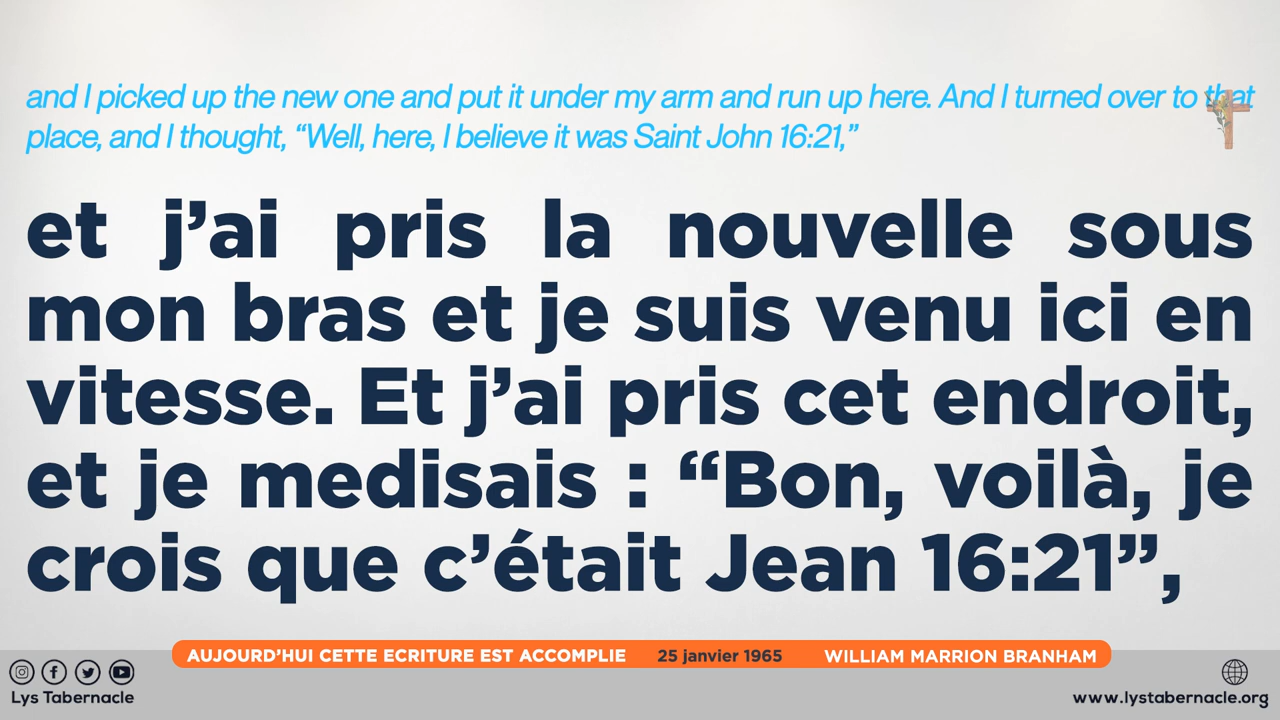 and I picked up the new one and put it under my arm and run up here. And I turned over to that
place, and I thought, “Well, here, I believe it was Saint John 16:21,”
et j’ai pris la nouvelle sous
mon bras et je suis venu ici en
vitesse. Et j’ai pris cet endroit,
et je medisais : “Bon, voilà, je
crois que c’était Jean 16:21”,
AUJOURD’HUI CETTE ECRITURE EST ACCOMPLIE 25 janvier 1965 WILLIAM MARRION BRANHAM
Lys Tabernacle
www.lystabernacle.org